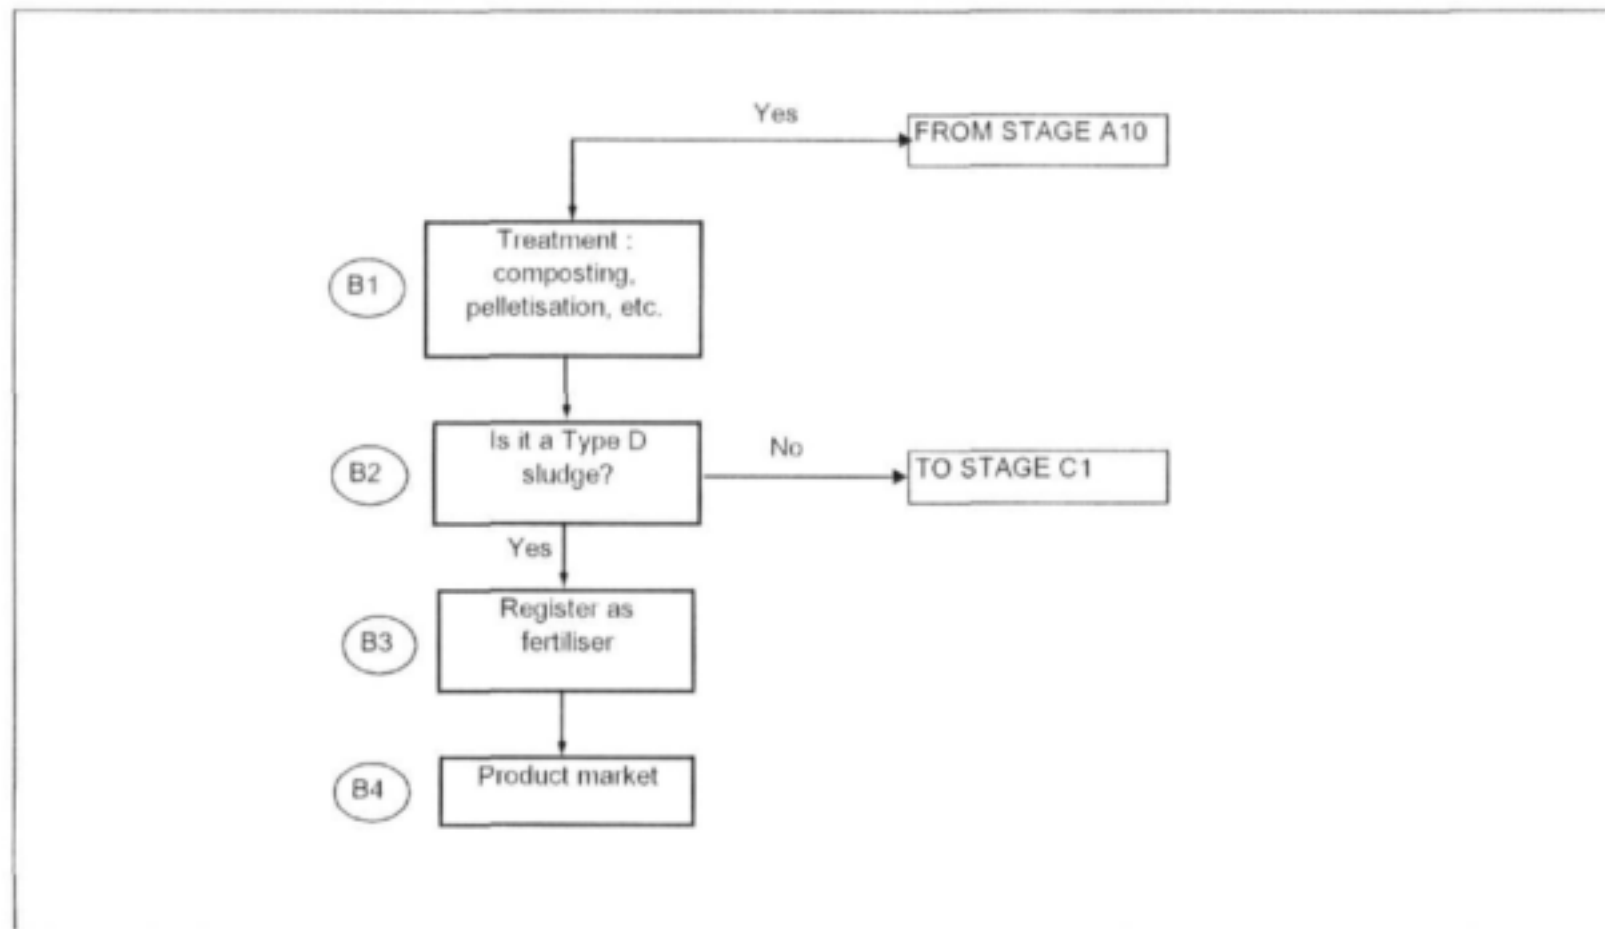 Yes
FROM STAGE A10
Treatment :
composting,
pelletisation, etc.
B1
Is it a Type D
sludge?
B2
No
TO STAGE C1
Yes
Register as
fertiliser
B3
Product market
B4